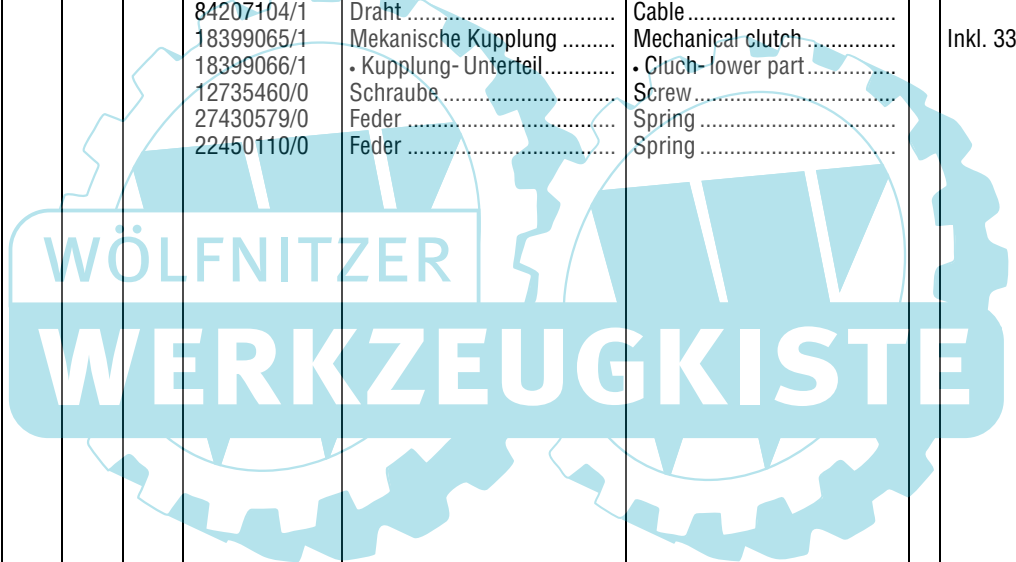 84207104/1 Draht ................................... Cable ...................................
18399065/1 Mekanische Kupplung ......... Mechanical clutch ............... Inkl. 33
18399066/1 • Kupplung- Unterteil............ • Cluch- lower part ...............
12735460/0 Schraube ............................. Screw ..................................
27430579/0 Feder ................................... Spring .................................
22450110/0 Feder ................................... Spring .................................
WÖLFNITZER
WERKZEUGKISTE